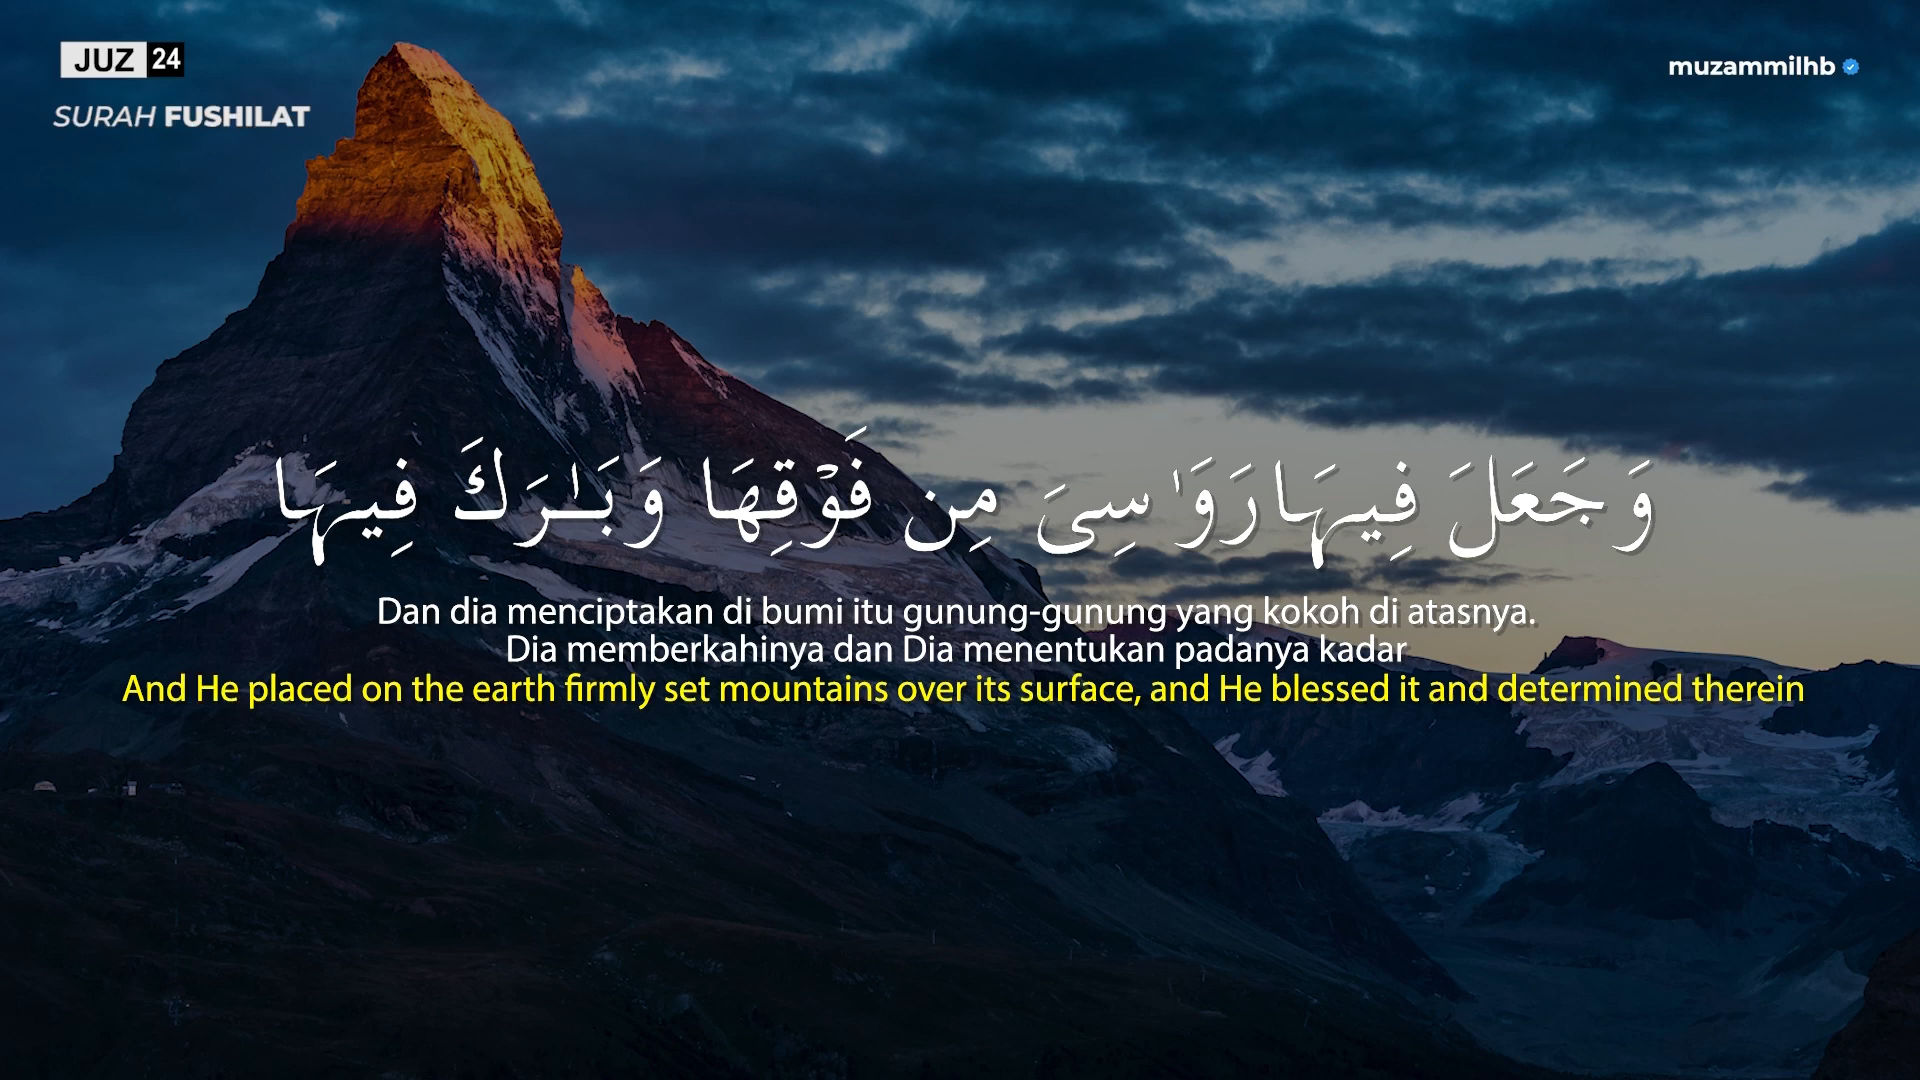 JUZ 24
SURAH FUSHILAT
muzammilhb
وَجَعَلَ فِيهَا رَوَٰسِىَ مِن فَوْقِهَا وَبَـٰرَكَ فِيهَا
Dan dia menciptakan di bumi itu gunung-gunung yang kokoh di atasnya.
Dia memberkahinya dan Dia menentukan padanya kadar
And He placed on the earth firmly set mountains over its surface, and He blessed it and determined therein